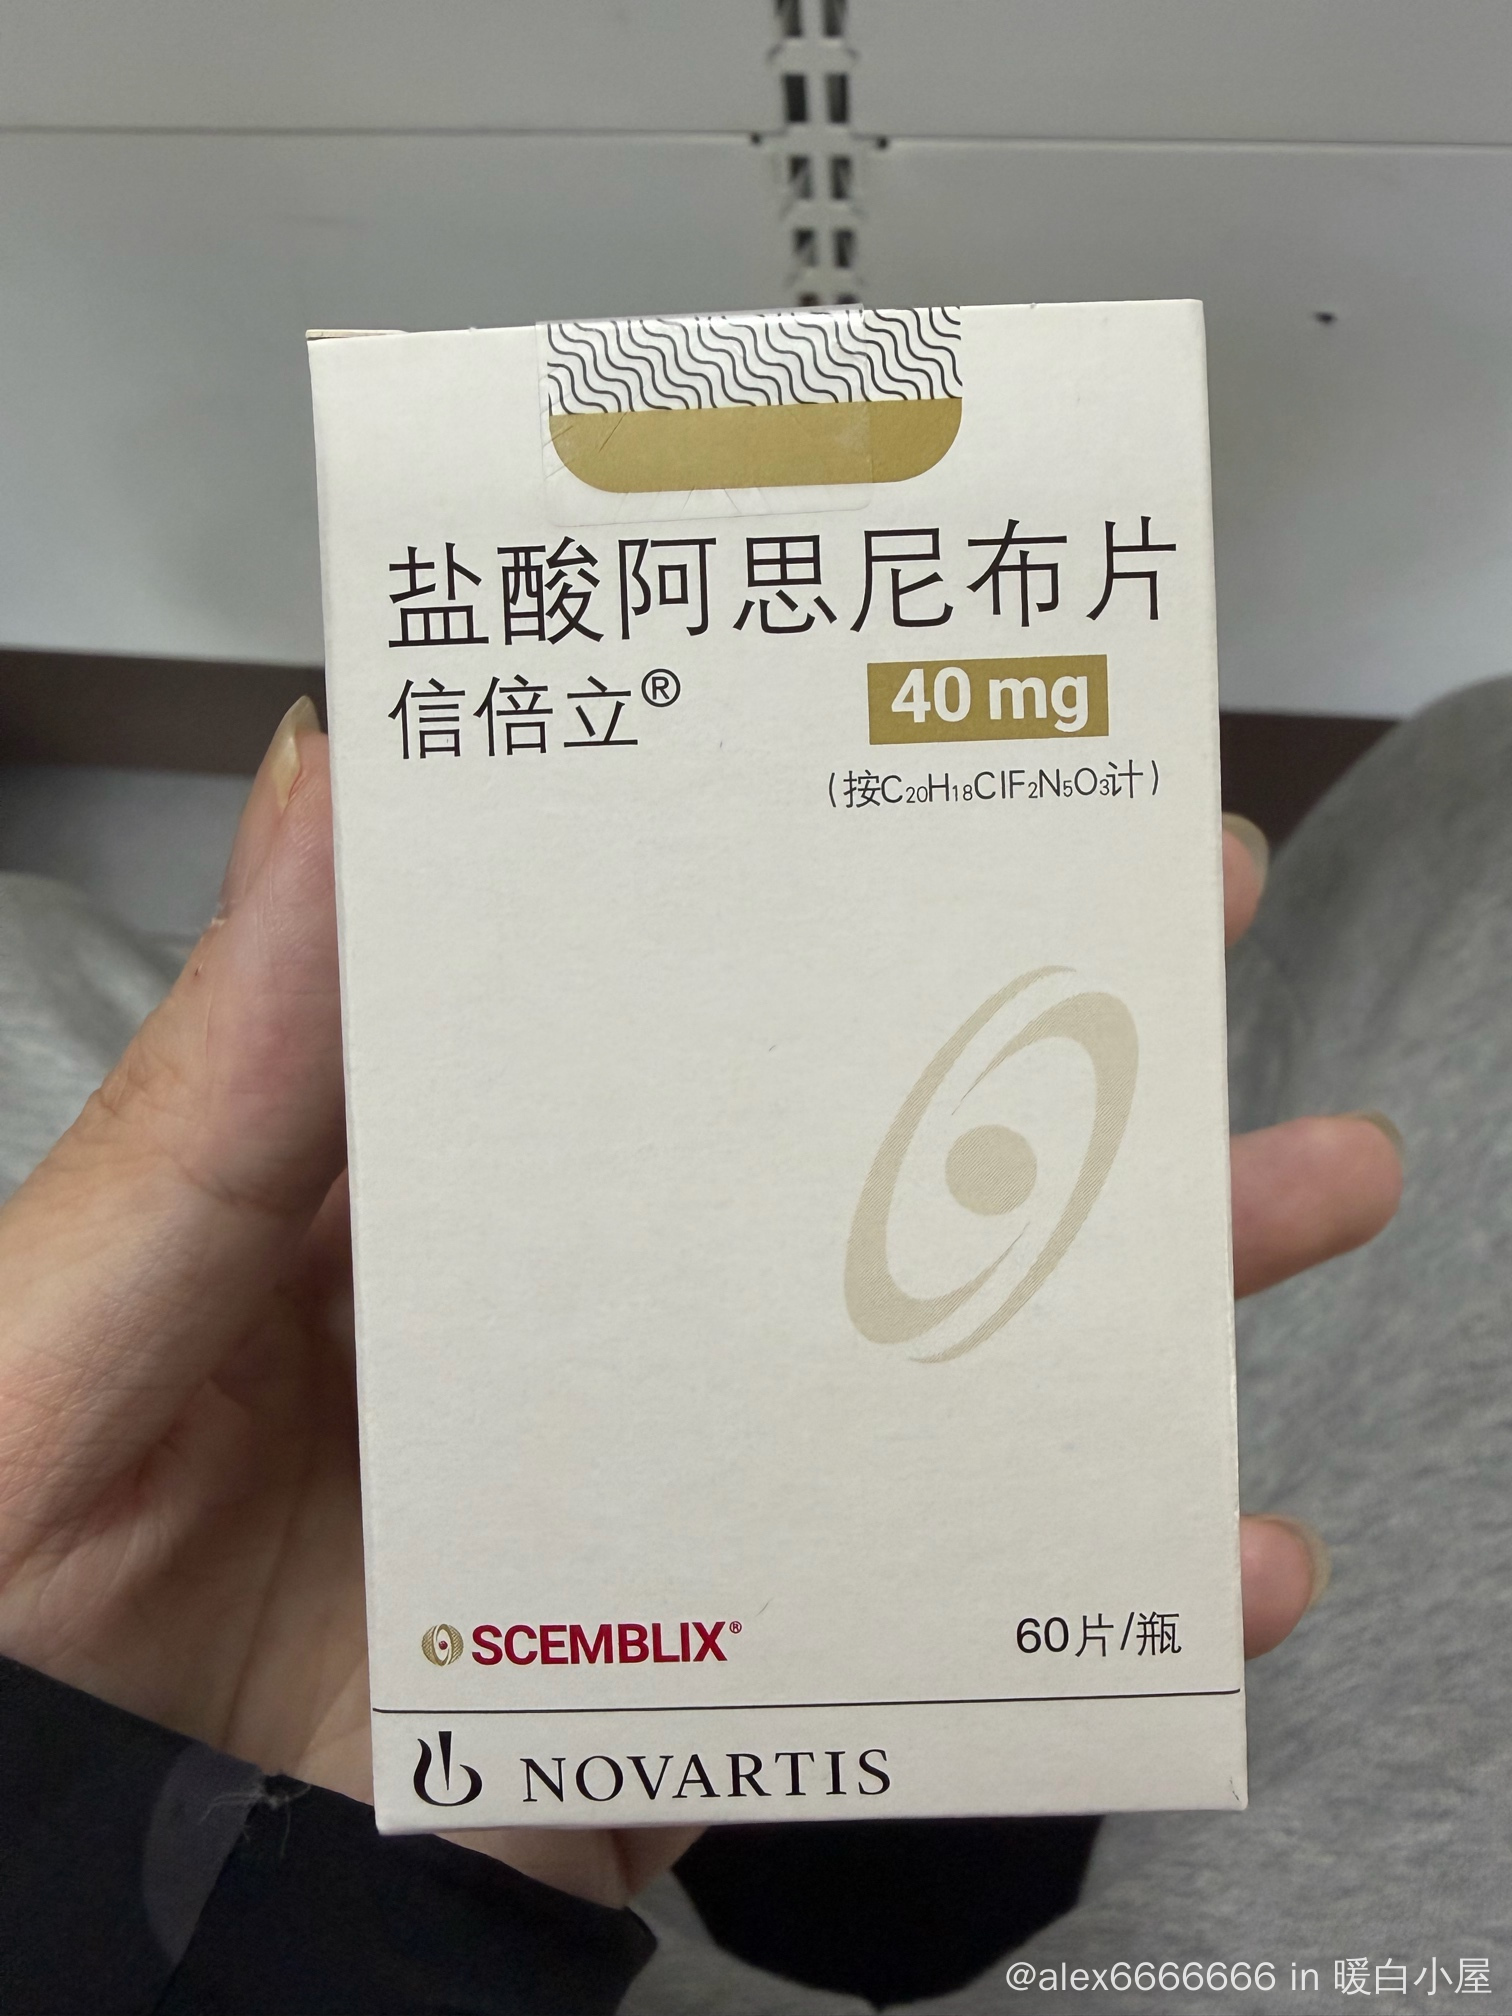 盐酸阿思尼布片
信倍立® 40 mg
(按C₂₀H₁₈ClF₂N₅O₃计)
SCEMBLIX® 60片/瓶
NOVARTIS
@alex6666666 in 暖白小屋